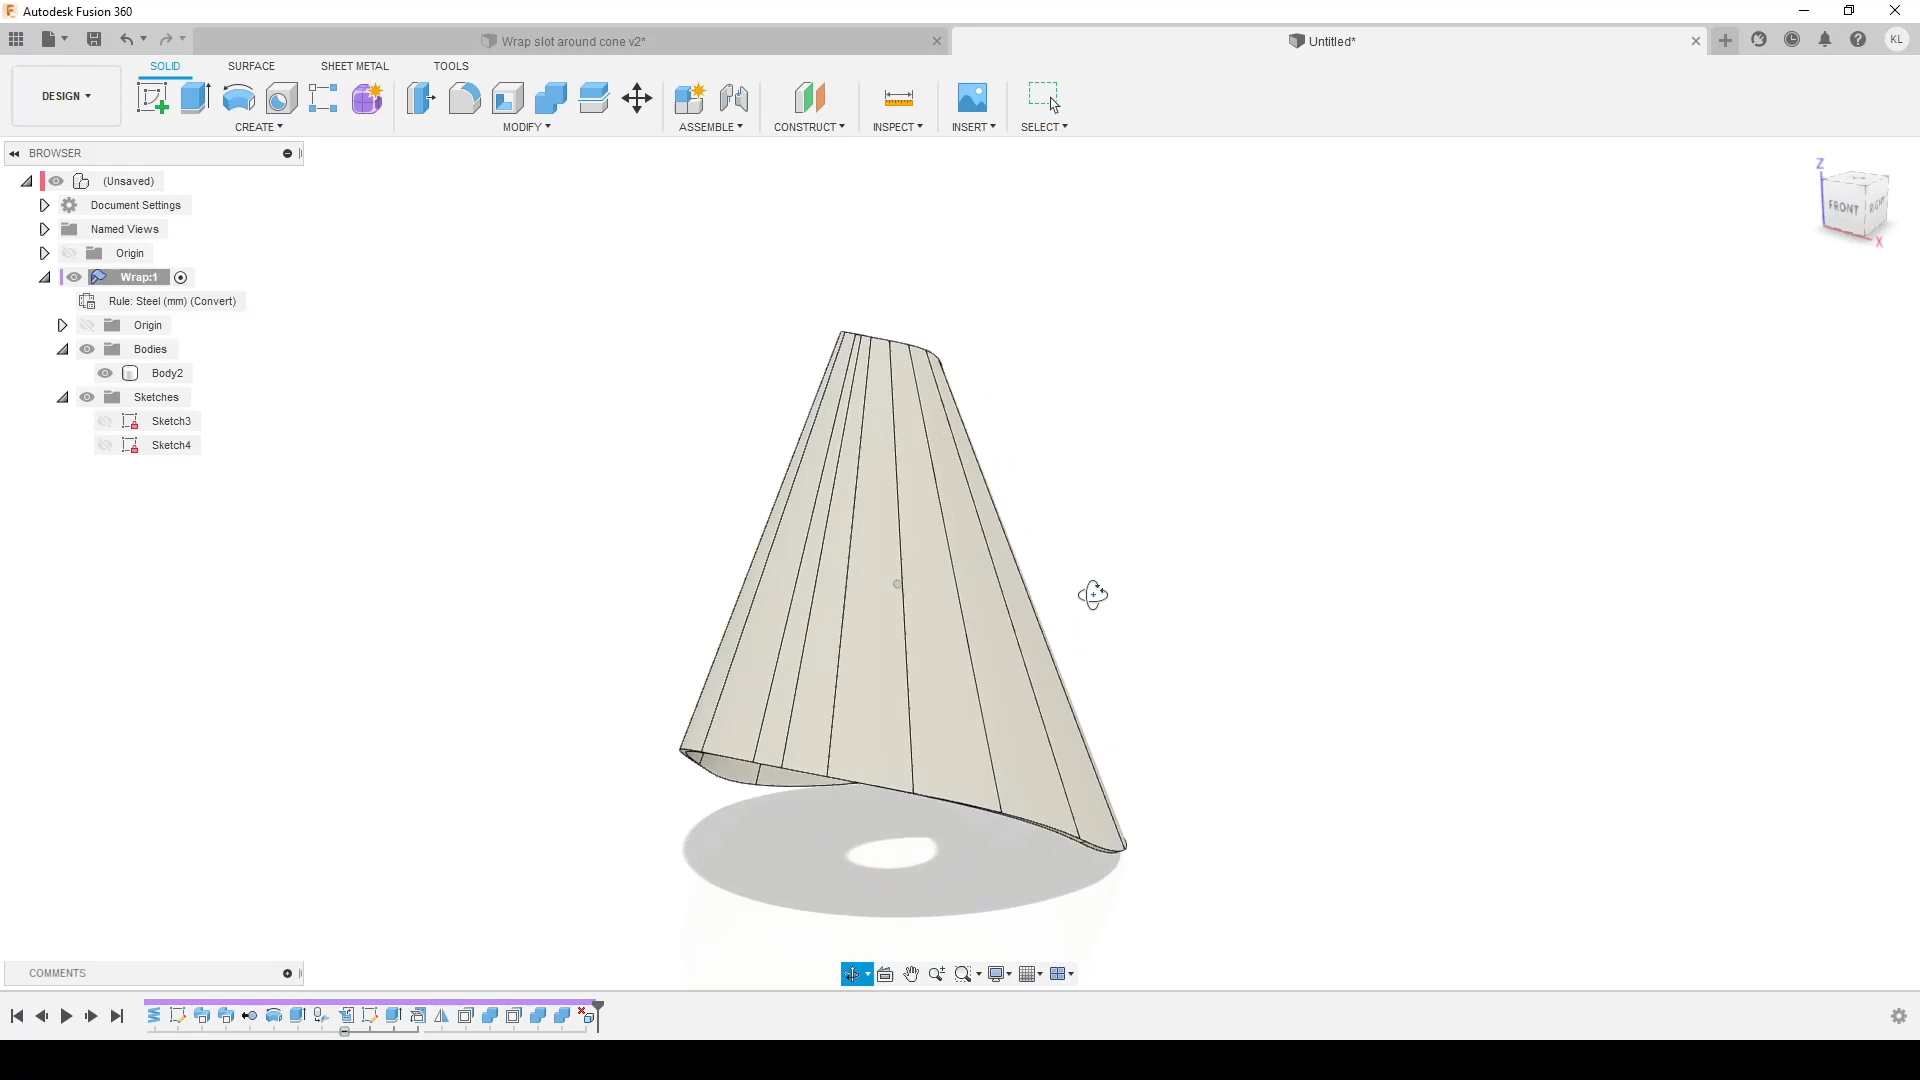 Autodesk Fusion 360
Wrap slot around cone v2*
Untitled*
KL
DESIGN
SOLID
SURFACE
SHEET METAL
TOOLS
CREATE
MODIFY
ASSEMBLE
CONSTRUCT
INSPECT
INSERT
SELECT
BROWSER
(Unsaved)
Document Settings
Named Views
Origin
Wrap:1
Rule: Steel (mm) (Convert)
Origin
Bodies
Body2
Sketches
Sketch3
Sketch4
Z
FRONT
RIGHT
X
COMMENTS